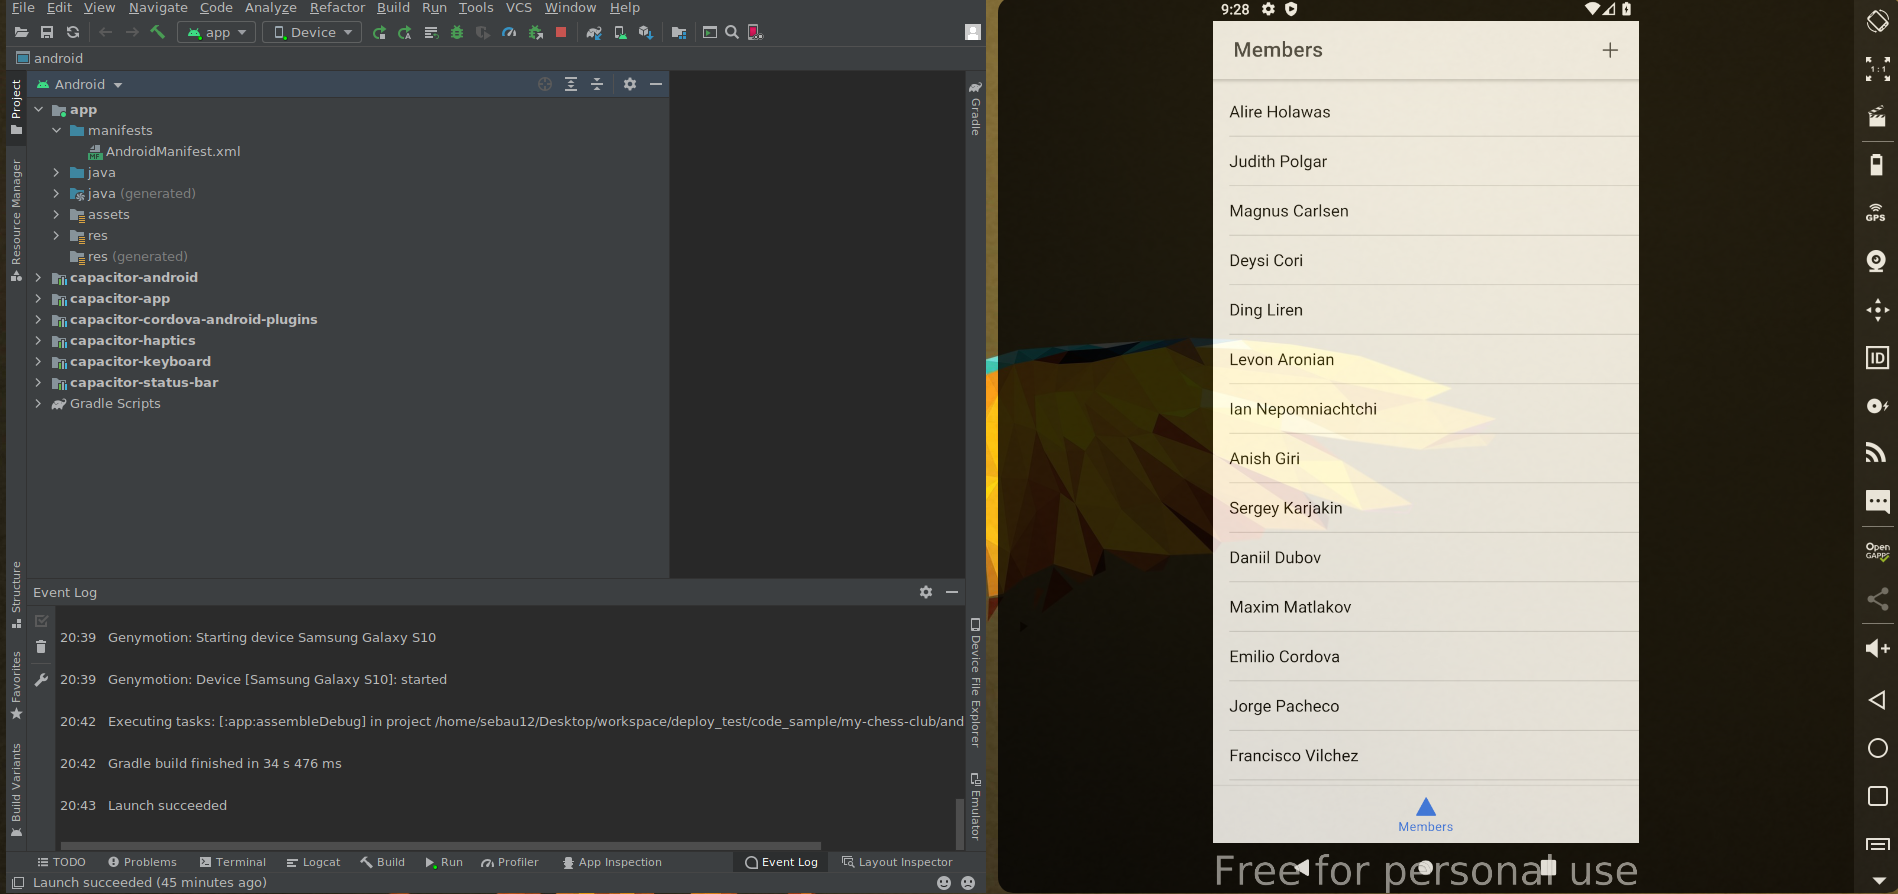 File Edit View Navigate Code Analyze Refactor Build Run Tools VCS Window Help
app Device
android
Project
Resource Manager
Structure
Favorites
Build Variants
Android
app
manifests
AndroidManifest.xml
java
java (generated)
assets
res
res (generated)
capacitor-android
capacitor-app
capacitor-cordova-android-plugins
capacitor-haptics
capacitor-keyboard
capacitor-status-bar
Gradle Scripts
Gradle
Device File Explorer
Emulator
Event Log
20:39 Genymotion: Starting device Samsung Galaxy S10
20:39 Genymotion: Device [Samsung Galaxy S10]: started
20:42 Executing tasks: [:app:assembleDebug] in project /home/sebau12/Desktop/workspace/deploy_test/code_sample/my-chess-club/and
20:42 Gradle build finished in 34 s 476 ms
20:43 Launch succeeded
TODO Problems Terminal Logcat Build Run Profiler App Inspection Event Log Layout Inspector
Launch succeeded (45 minutes ago)
9:28
Members
Alire Holawas
Judith Polgar
Magnus Carlsen
Deysi Cori
Ding Liren
Levon Aronian
Ian Nepomniachtchi
Anish Giri
Sergey Karjakin
Daniil Dubov
Maxim Matlakov
Emilio Cordova
Jorge Pacheco
Francisco Vilchez
Members
Free for personal use
1:1
GPS
ID
Open
GAPPS